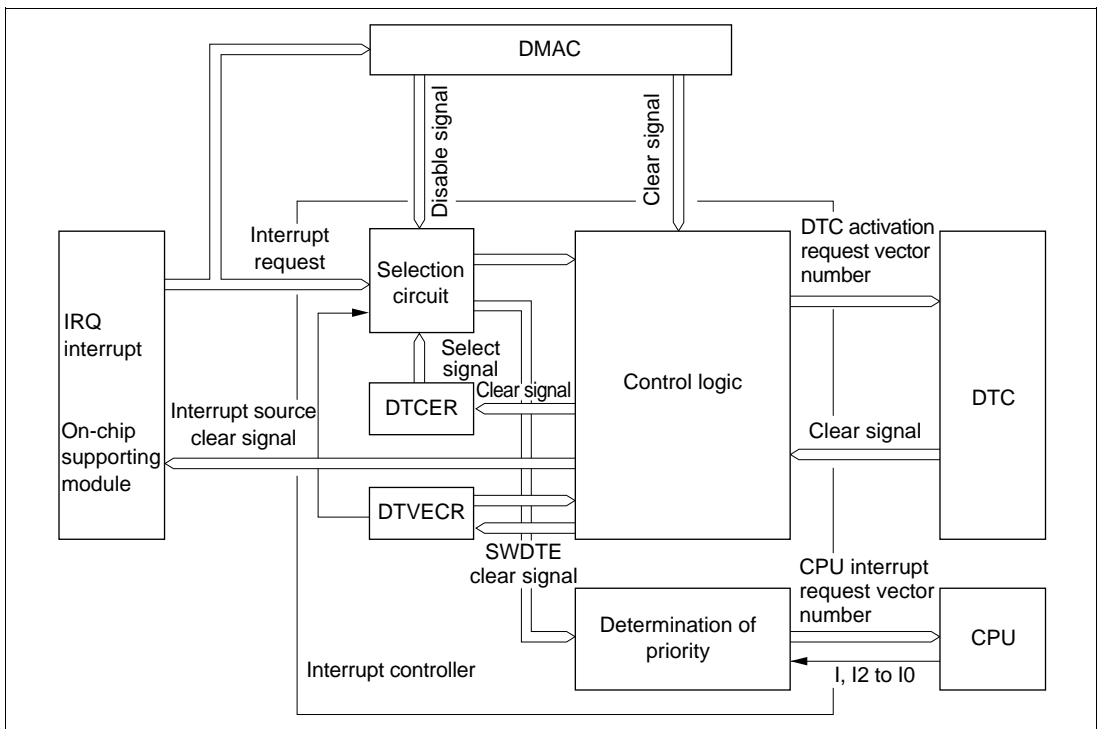 DMAC
Disable signal
Clear signal
Interrupt
request
Selection
circuit
DTC activation
request vector
number
IRQ
interrupt
On-chip
supporting
module
Select
signal
Clear signal
DTCER
Control logic
DTC
Interrupt source
clear signal
Clear signal
DTVECR
SWDTE
clear signal
CPU interrupt
request vector
number
Determination of
priority
CPU
I, I2 to I0
Interrupt controller